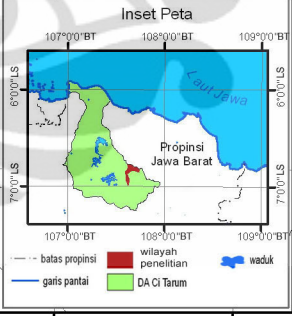 Inset Peta
107°0'0"BT 108°0'0"BT 109°0'0"BT
6°0'0"LS 6°0'0"LS
Laut Jawa
Propinsi
Jawa Barat
7°0'0"LS 7°0'0"LS
107°0'0"BT 108°0'0"BT 109°0'0"BT
batas propinsi
wilayah
penelitian
waduk
garis pantai
DA Ci Tarum